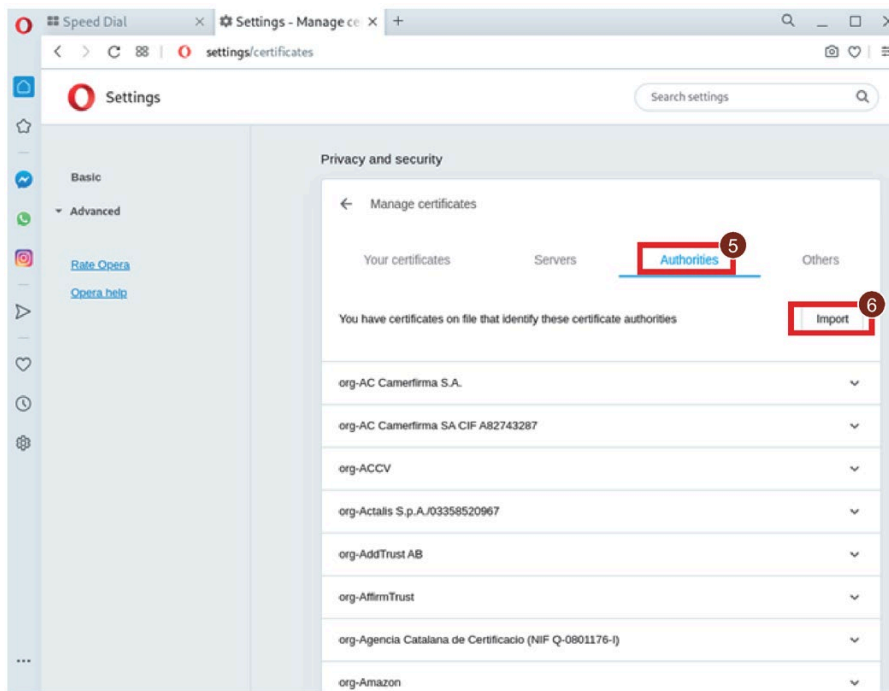 Speed Dial
Settings - Manage ce
settings/certificates
Settings
Search settings
Basic
Advanced
Rate Opera
Opera help
Privacy and security
Manage certificates
Your certificates
Servers
Authorities
5
Others
You have certificates on file that identify these certificate authorities
Import
6
org-AC Camerfirma S.A.
org-AC Camerfirma SA CIF A82743287
org-ACCV
org-Actalis S.p.A./03358520967
org-AddTrust AB
org-AffirmTrust
org-Agencia Catalana de Certificacio (NIF Q-0801176-I)
org-Amazon